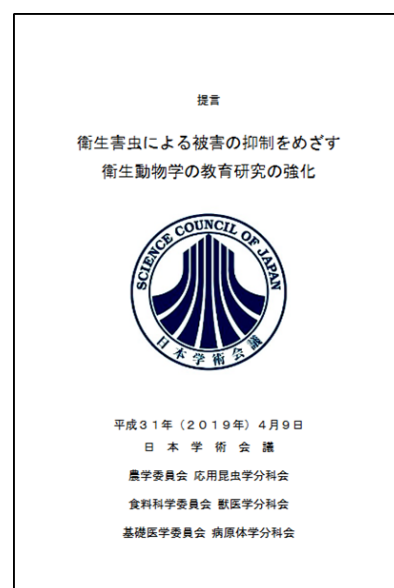 提言
衛生害虫による被害の抑制をめざす
衛生動物学の教育研究の強化
SCIENCE COUNCIL OF JAPAN
日本学術会議
平成31年(2019年)4月9日
日本学術会議
農学委員会 応用昆虫学分科会
食料科学委員会 獣医学分科会
基礎医学委員会 病原体学分科会